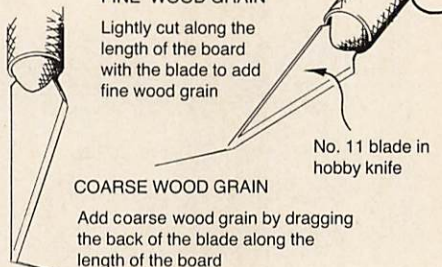 FINE WOOD GRAIN
Lightly cut along the
length of the board
with the blade to add
fine wood grain
No. 11 blade in
hobby knife
COARSE WOOD GRAIN
Add coarse wood grain by dragging
the back of the blade along the
length of the board